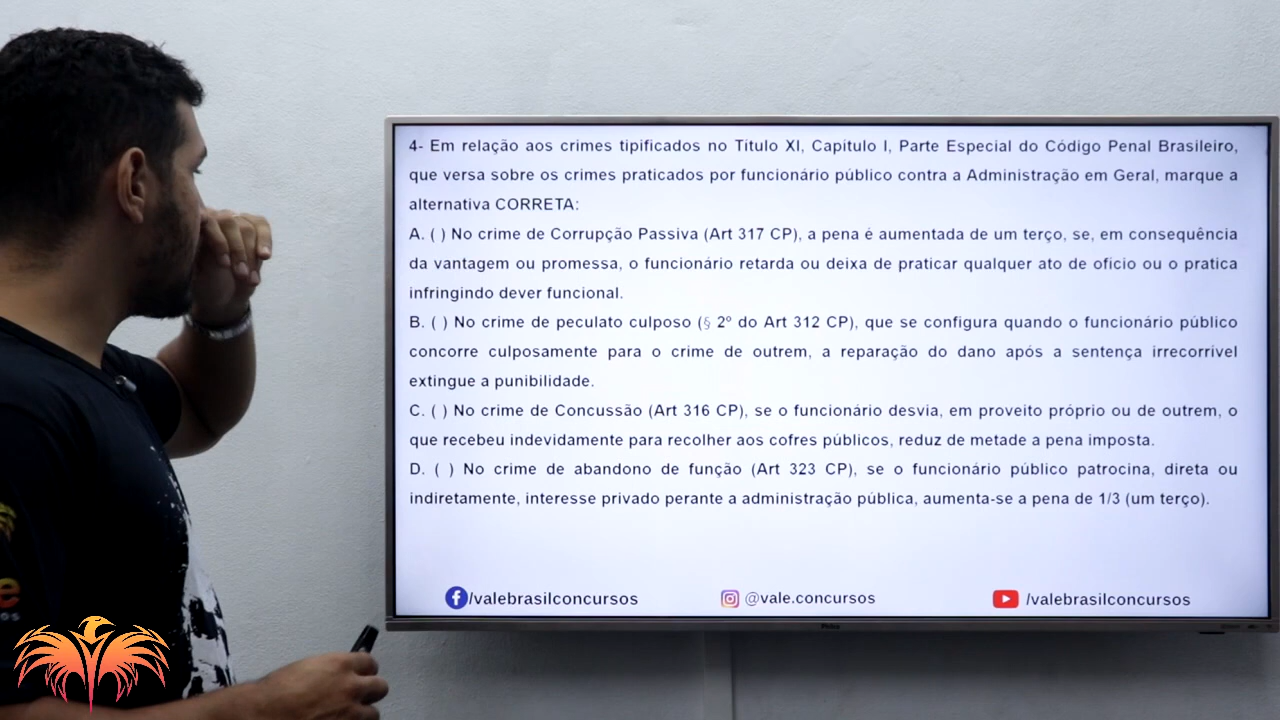 4- Em relação aos crimes tipificados no Título XI, Capítulo I, Parte Especial do Código Penal Brasileiro,
que versa sobre os crimes praticados por funcionário público contra a Administração em Geral, marque a
alternativa CORRETA:
A. ( ) No crime de Corrupção Passiva (Art 317 CP), a pena é aumentada de um terço, se, em consequência
da vantagem ou promessa, o funcionário retarda ou deixa de praticar qualquer ato de ofício ou o pratica
infringindo dever funcional.
B. ( ) No crime de peculato culposo (§ 2º do Art 312 CP), que se configura quando o funcionário público
concorre culposamente para o crime de outrem, a reparação do dano após a sentença irrecorrível
extingue a punibilidade.
C. ( ) No crime de Concussão (Art 316 CP), se o funcionário desvia, em proveito próprio ou de outrem, o
que recebeu indevidamente para recolher aos cofres públicos, reduz de metade a pena imposta.
D. ( ) No crime de abandono de função (Art 323 CP), se o funcionário público patrocina, direta ou
indiretamente, interesse privado perante a administração pública, aumenta-se a pena de 1/3 (um terço).
/valebrasilconcursos @vale.concursos /valebrasilconcursos
Philco